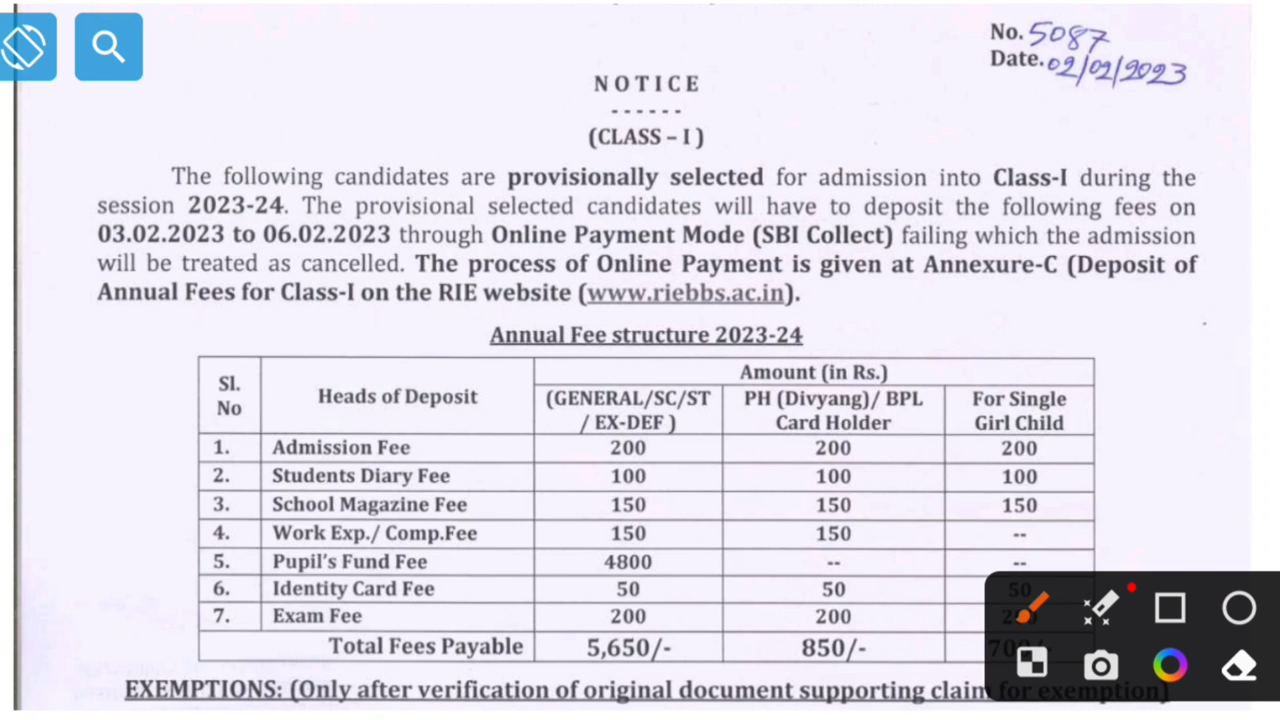 No. 5087
Date. 02/02/2023
NOTICE
------
(CLASS – I )
The following candidates are provisionally selected for admission into Class-I during the
session 2023-24. The provisional selected candidates will have to deposit the following fees on
03.02.2023 to 06.02.2023 through Online Payment Mode (SBI Collect) failing which the admission
will be treated as cancelled. The process of Online Payment is given at Annexure-C (Deposit of
Annual Fees for Class-I on the RIE website (www.riebbs.ac.in).
Annual Fee structure 2023-24
Sl. No Heads of Deposit Amount (in Rs.)
(GENERAL/SC/ST / EX-DEF ) PH (Divyang)/ BPL Card Holder For Single Girl Child
1. Admission Fee 200 200 200
2. Students Diary Fee 100 100 100
3. School Magazine Fee 150 150 150
4. Work Exp./ Comp.Fee 150 150 --
5. Pupil's Fund Fee 4800 -- --
6. Identity Card Fee 50 50 50
7. Exam Fee 200 200
Total Fees Payable 5,650/- 850/-
EXEMPTIONS: (Only after verification of original document supporting claim for exemption)